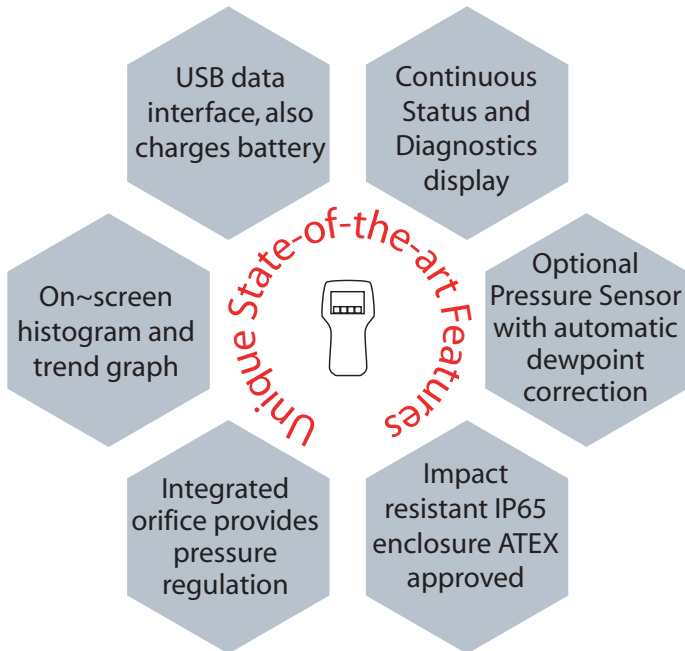 USB data
interface, also
charges battery
Continuous
Status and
Diagnostics
display
On~screen
histogram and
trend graph
Unique State-of-the-art Features
Optional
Pressure Sensor
with automatic
dewpoint
correction
Integrated
orifice provides
pressure
regulation
Impact
resistant IP65
enclosure ATEX
approved